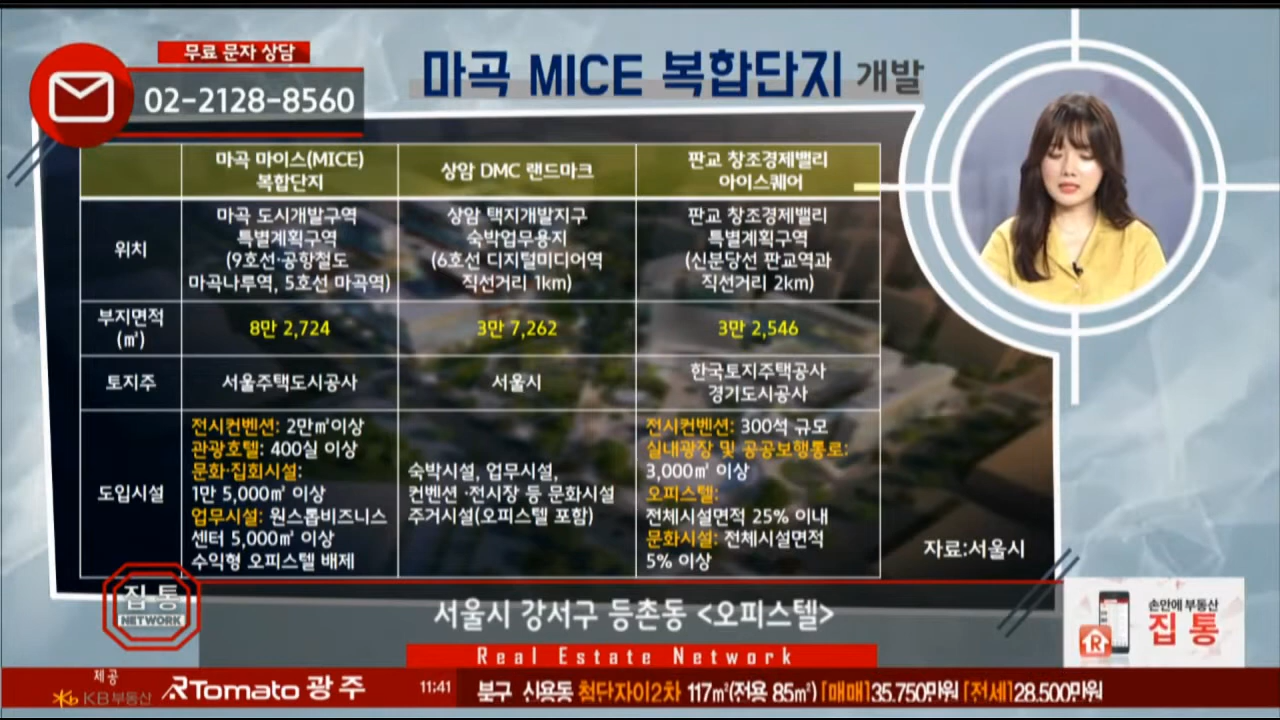 무료 문자 상담
02-2128-8560
마곡 MICE 복합단지 개발
마곡 마이스(MICE)
복합단지
상암 DMC 랜드마크
판교 창조경제밸리
아이스퀘어
위치
마곡 도시개발구역
특별계획구역
(9호선·공항철도
마곡나루역, 5호선 마곡역)
상암 택지개발지구
숙박업무용지
(6호선 디지털미디어역
직선거리 1km)
판교 창조경제밸리
특별계획구역
(신분당선 판교역과
직선거리 2km)
부지면적
(㎡)
8만 2,724
3만 7,262
3만 2,546
토지주
서울주택도시공사
서울시
한국토지주택공사
경기도시공사
도입시설
전시컨벤션: 2만㎡이상
관광호텔: 400실 이상
문화·집회시설:
1만 5,000㎡ 이상
업무시설: 원스톱비즈니스
센터 5,000㎡ 이상
수익형 오피스텔 배제
숙박시설, 업무시설,
컨벤션 ·전시장 등 문화시설
주거시설(오피스텔 포함)
전시컨벤션: 300석 규모
실내광장 및 공공보행통로:
3,000㎡ 이상
오피스텔:
전체시설면적 25% 이내
문화시설: 전체시설면적
5% 이상
자료:서울시
집통
NETWORK
서울시 강서구 등촌동 <오피스텔>
Real Estate Network
손안에 부동산
집통
제공
KB부동산
RTomato 광주
11:41
북구 신용동 첨단자이2차 117㎡(전용 85㎡) [매매]35,750만원 [전세]28,500만원